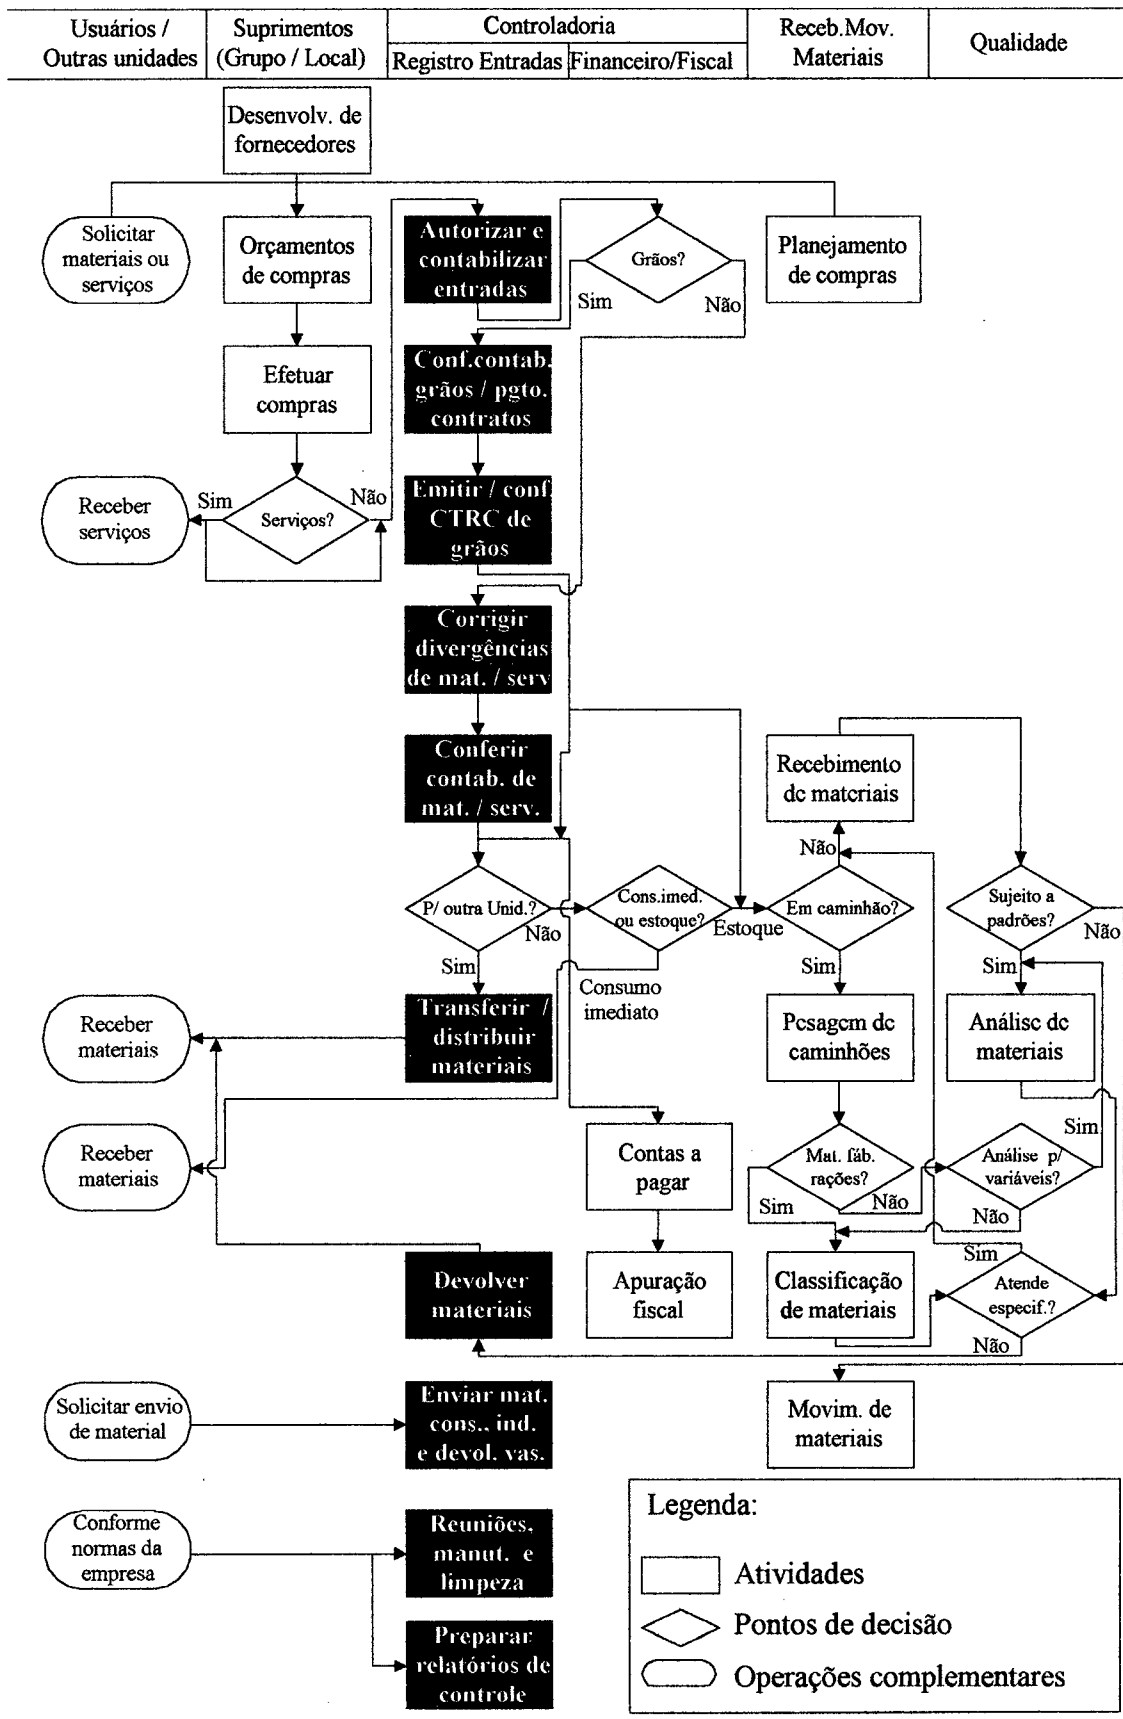 Usuários /
Outras unidades
Suprimentos
(Grupo / Local)
Controladoria
Registro Entradas
Financeiro/Fiscal
Receb.Mov.
Materiais
Qualidade
Desenvolv. de
fornecedores
Solicitar
materiais ou
serviços
Orçamentos
de compras
Autorizar e
contabilizar
entradas
Grãos?
Sim
Não
Planejamento
de compras
Efetuar
compras
Conf.contab.
grãos / pgto.
contratos
Receber
serviços
Sim
Serviços?
Não
Emitir / conf.
CTRC de
grãos
Corrigir
divergências
de mat. / serv
Conferir
contab. de
mat. / serv.
Recebimento
de materiais
Não
P/ outra Unid.?
Não
Sim
Cons.imed.
ou estoque?
Estoque
Consumo
imediato
Em caminhão?
Sim
Sujeito a
padrões?
Não
Sim
Receber
materiais
Transferir /
distribuir
materiais
Pesagem de
caminhões
Análise de
materiais
Receber
materiais
Contas a
pagar
Mat. fáb.
rações?
Sim
Não
Análise p/
variáveis?
Sim
Não
Devolver
materiais
Apuração
fiscal
Classificação
de materiais
Sim
Atende
especif.?
Não
Solicitar envio
de material
Enviar mat.
cons., ind.
e devol. vas.
Movim. de
materiais
Conforme
normas da
empresa
Reuniões,
manut. e
limpeza
Preparar
relatórios de
controle
Legenda:
Atividades
Pontos de decisão
Operações complementares